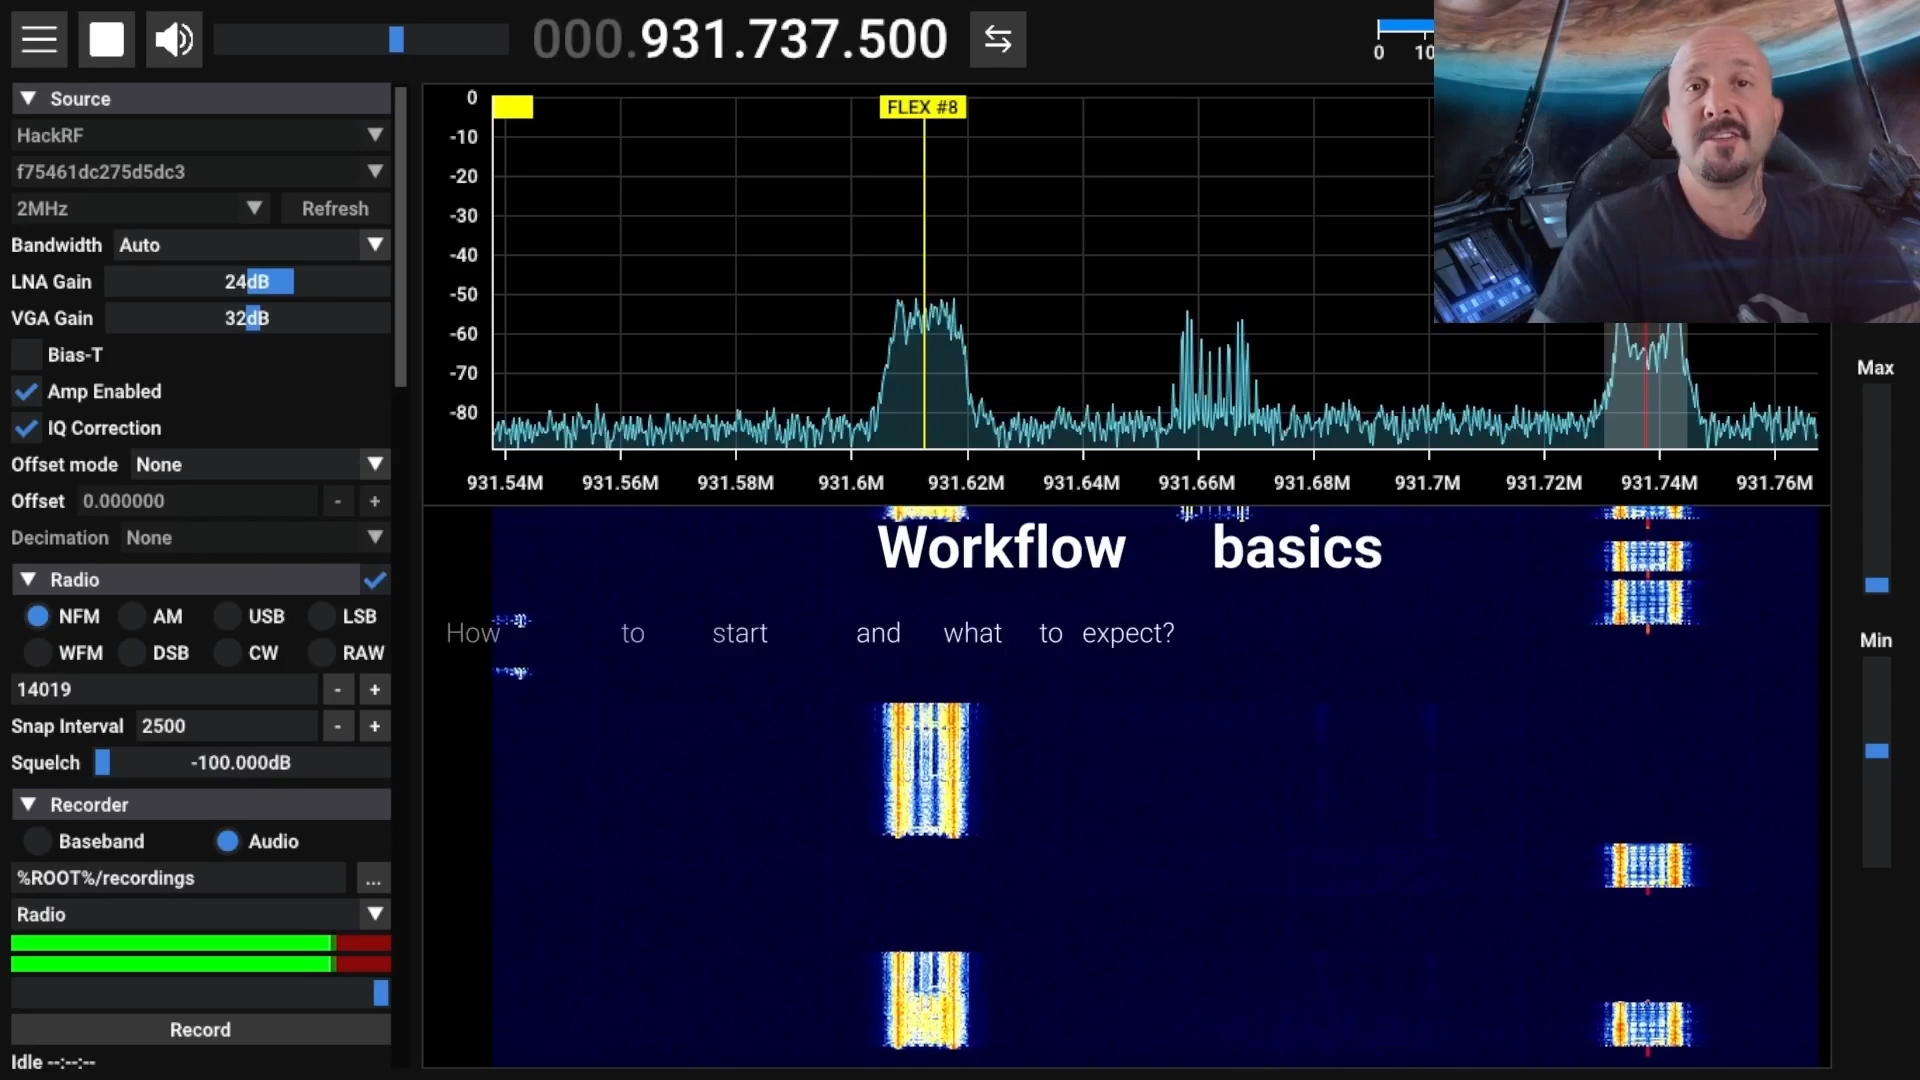 000.931.737.500
0 10
Source
HackRF
f75461dc275d5dc3
2MHz Refresh
Bandwidth Auto
LNA Gain 24dB
VGA Gain 32dB
Bias-T
Amp Enabled
IQ Correction
Offset mode None
Offset 0.000000 - +
Decimation None
Radio
NFM AM USB LSB
WFM DSB CW RAW
14019 - +
Snap Interval 2500 - +
Squelch -100.000dB
Recorder
Baseband Audio
%ROOT%/recordings ...
Radio
Record
Idle --:--:--
FLEX #8
0
-10
-20
-30
-40
-50
-60
-70
-80
931.54M 931.56M 931.58M 931.6M 931.62M 931.64M 931.66M 931.68M 931.7M 931.72M 931.74M 931.76M
Workflow basics
How to start and what to expect?
Max
Min